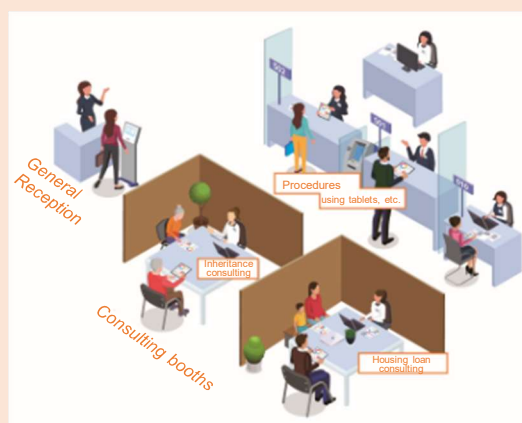 General
Reception
Procedures
using tablets, etc.
Inheritance
consulting
Consulting booths
Housing loan
consulting